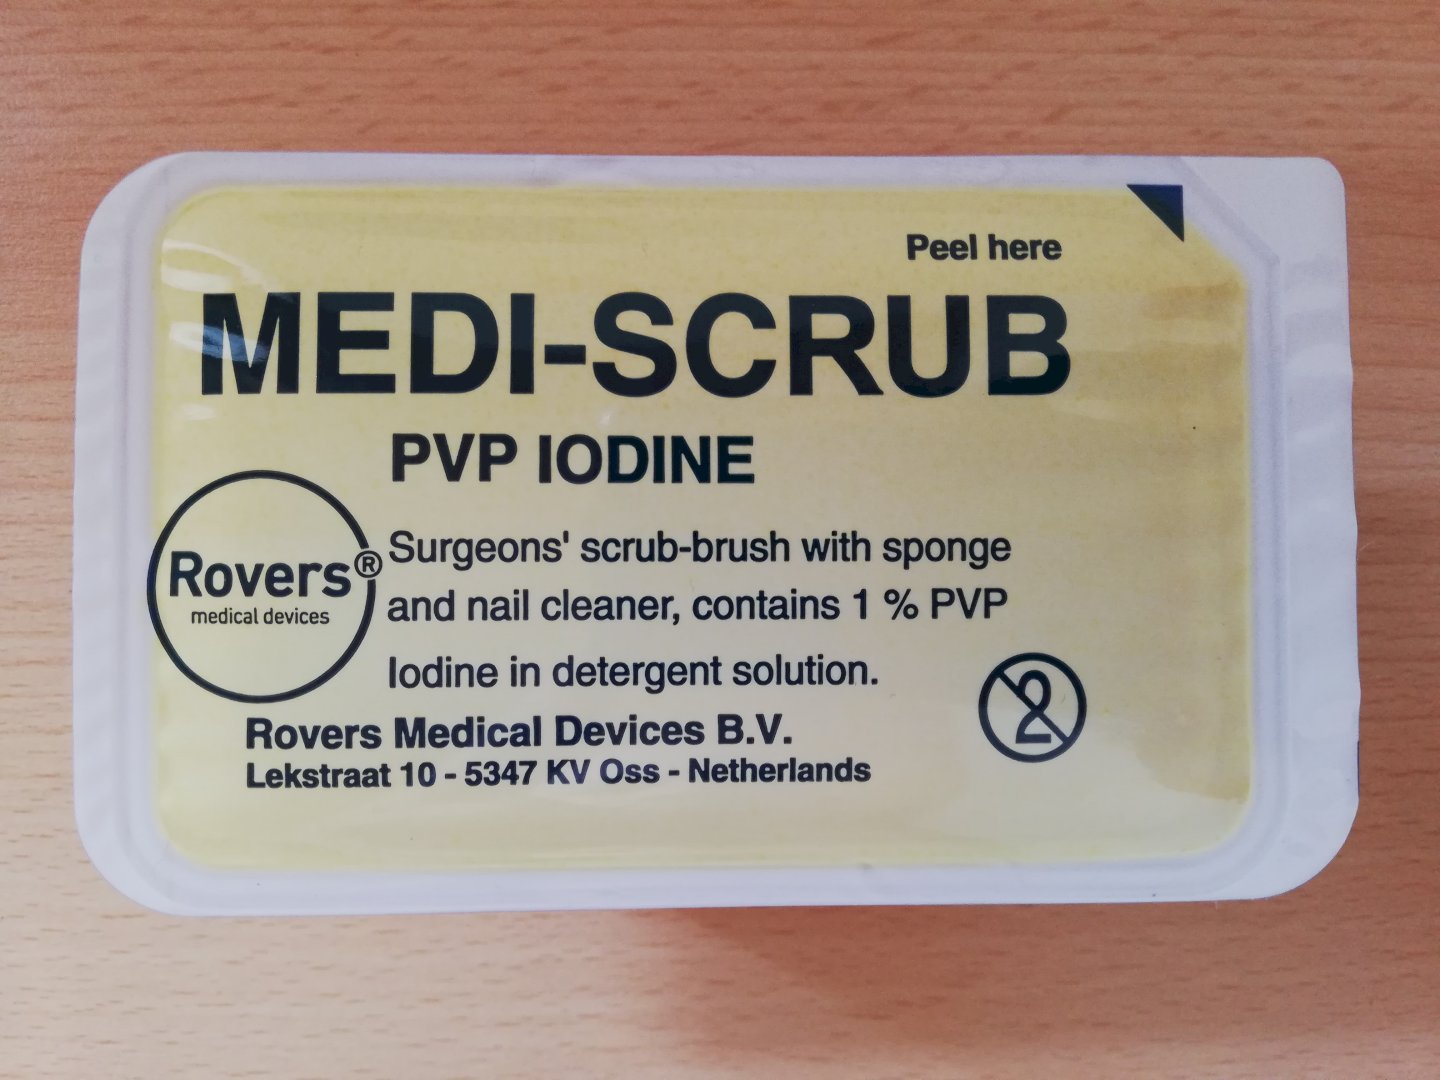 Peel here
MEDI-SCRUB
PVP IODINE
Rovers®
medical devices
Surgeons' scrub-brush with sponge
and nail cleaner, contains 1 % PVP
Iodine in detergent solution.
2
Rovers Medical Devices B.V.
Lekstraat 10 - 5347 KV Oss - Netherlands